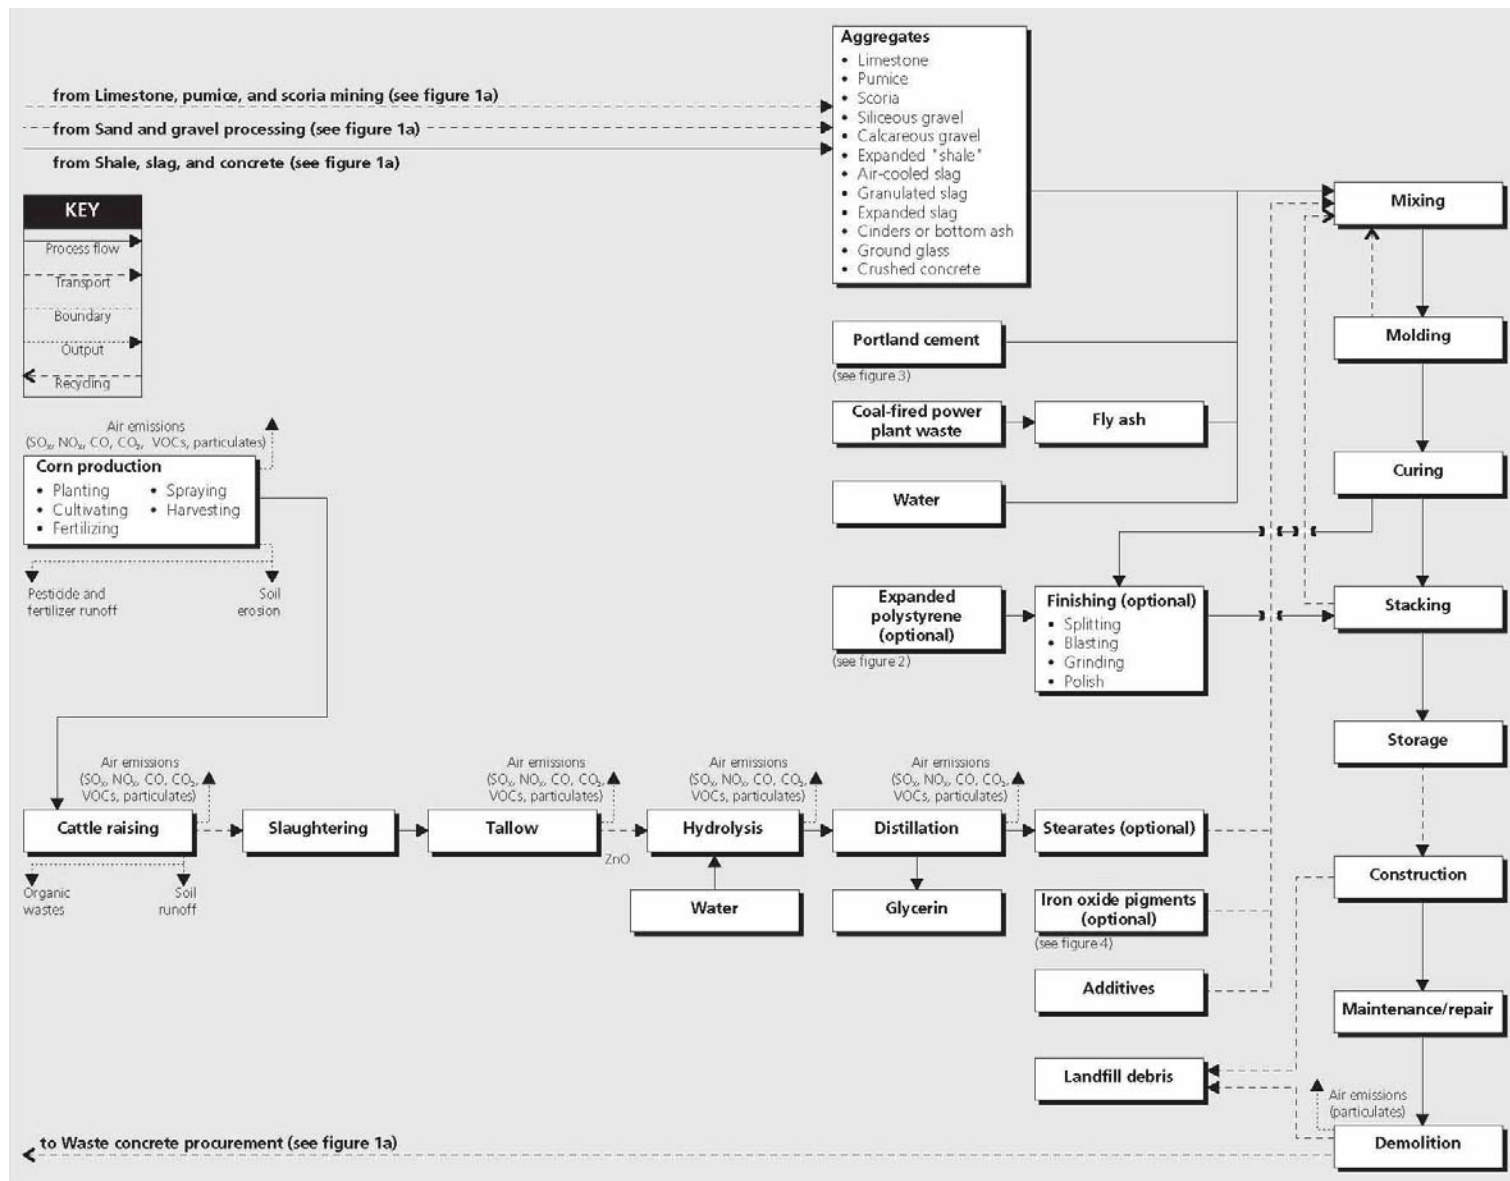 Aggregates
• Limestone
• Pumice
• Scoria
• Siliceous gravel
• Calcareous gravel
• Expanded "shale"
• Air-cooled slag
• Granulated slag
• Expanded slag
• Cinders or bottom ash
• Ground glass
• Crushed concrete
from Limestone, pumice, and scoria mining (see figure 1a)
from Sand and gravel processing (see figure 1a)
from Shale, slag, and concrete (see figure 1a)
KEY
Process flow
Transport
Boundary
Output
Recycling
Mixing
Portland cement
(see figure 3)
Molding
Coal-fired power
plant waste
Fly ash
Air emissions
(SOₓ, NOₓ, CO, CO₂, VOCs, particulates)
Corn production
• Planting
• Cultivating
• Fertilizing
• Spraying
• Harvesting
Pesticide and
fertilizer runoff
Soil
erosion
Water
Curing
Expanded
polystyrene
(optional)
(see figure 2)
Finishing (optional)
• Splitting
• Blasting
• Grinding
• Polish
Stacking
Storage
Air emissions
(SOₓ, NOₓ, CO, CO₂,
VOCs, particulates)
Air emissions
(SOₓ, NOₓ, CO, CO₂,
VOCs, particulates)
Air emissions
(SOₓ, NOₓ, CO, CO₂,
VOCs, particulates)
Air emissions
(SOₓ, NOₓ, CO, CO₂,
VOCs, particulates)
Cattle raising
Slaughtering
Tallow
ZnO
Hydrolysis
Distillation
Stearates (optional)
Organic
wastes
Soil
runoff
Water
Glycerin
Iron oxide pigments
(optional)
(see figure 4)
Construction
Additives
Maintenance/repair
Landfill debris
Air emissions
(particulates)
Demolition
to Waste concrete procurement (see figure 1a)